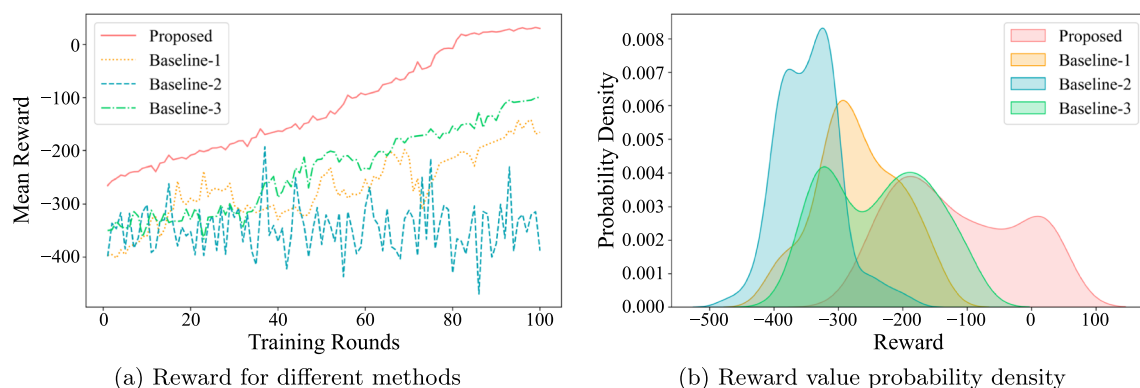 Mean Reward
0
−100
−200
−300
−400
Proposed
Baseline-1
Baseline-2
Baseline-3
0 20 40 60 80 100
Training Rounds
(a) Reward for different methods
Probability Density
0.008
0.007
0.006
0.005
0.004
0.003
0.002
0.001
0.000
Proposed
Baseline-1
Baseline-2
Baseline-3
−500 −400 −300 −200 −100 0 100
Reward
(b) Reward value probability density